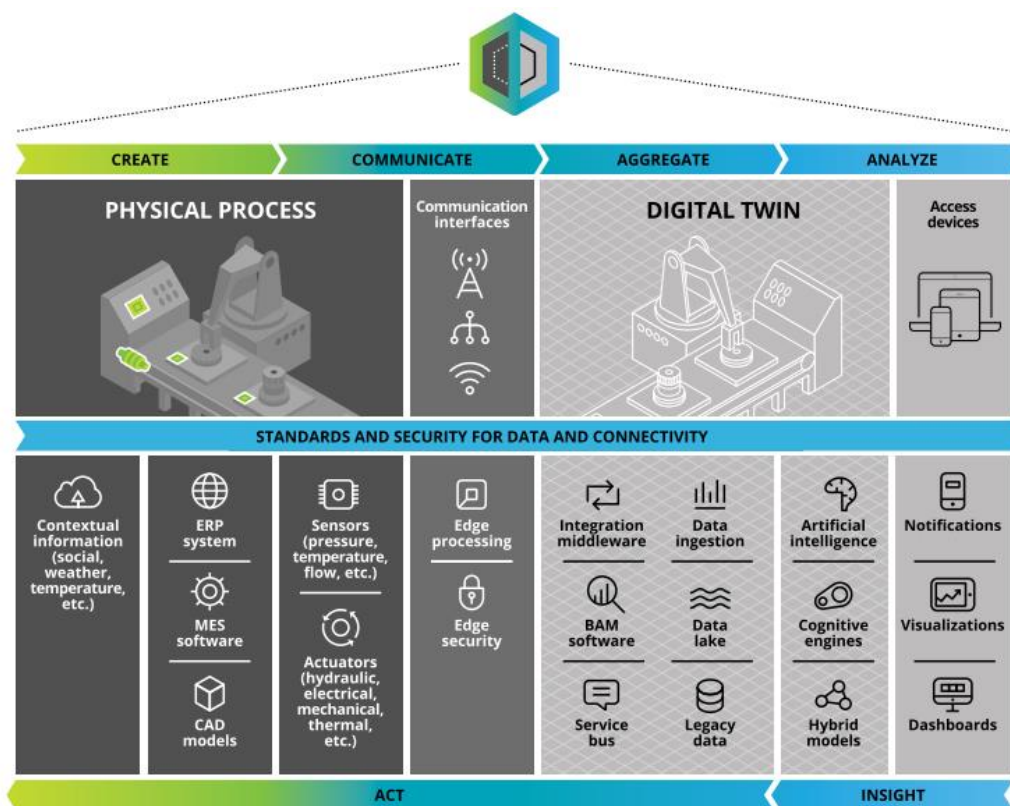 CREATE
COMMUNICATE
AGGREGATE
ANALYZE
PHYSICAL PROCESS
Communication
interfaces
DIGITAL TWIN
Access
devices
STANDARDS AND SECURITY FOR DATA AND CONNECTIVITY
Contextual
information
(social,
weather,
temperature,
etc.)
ERP
system
MES
software
CAD
models
Sensors
(pressure,
temperature,
flow, etc.)
Actuators
(hydraulic,
electrical,
mechanical,
thermal,
etc.)
Edge
processing
Edge
security
Integration
middleware
BAM
software
Service
bus
Data
ingestion
Data
lake
Legacy
data
Artificial
intelligence
Cognitive
engines
Hybrid
models
Notifications
Visualizations
Dashboards
ACT
INSIGHT